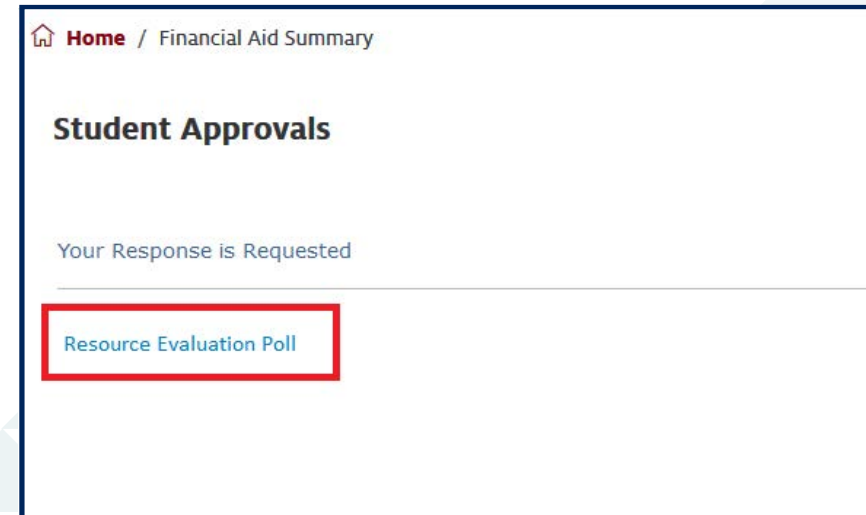 Home / Financial Aid Summary
Student Approvals
Your Response is Requested
Resource Evaluation Poll